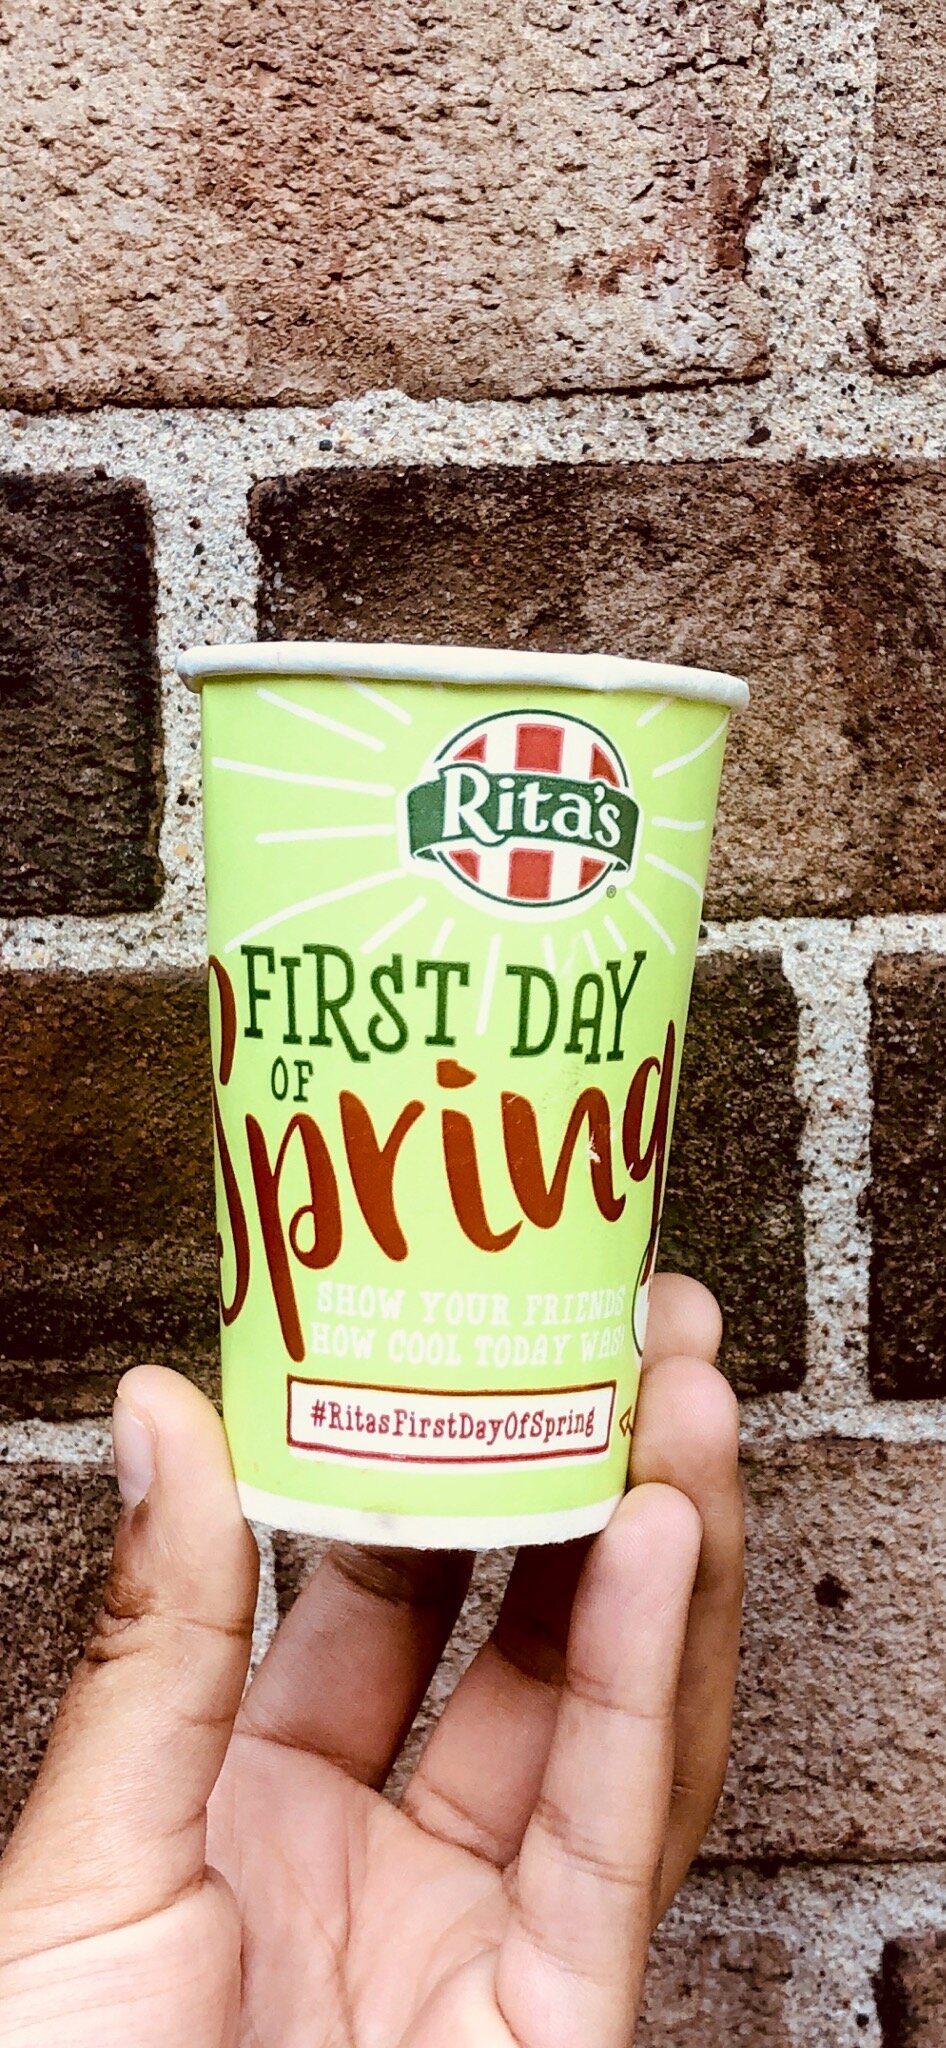 Rita's
FIRST DAY
OF
Spring
SHOW YOUR FRIENDS
HOW COOL TODAY WAS!
#RitasFirstDayOfSpring